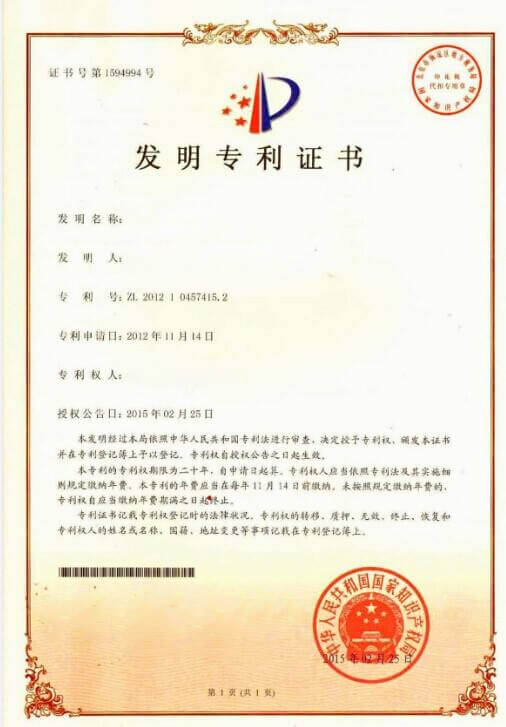 证书号第1594994号
印花税
代扣专用章
国家知识产权局
发明专利证书
发明名称：
发明人：
专利号：ZL 2012 1 0457415.2
专利申请日：2012年11月14日
专利权人：
授权公告日：2015年02月25日
本发明经过本局依照中华人民共和国专利法进行审查，决定授予专利权，颁发本证书
并在专利登记簿上予以登记。专利权自授权公告之日起生效。
本专利的专利权期限为二十年，自申请日起算。专利权人应当依照专利法及其实施细
则规定缴纳年费。本专利的年费应当在每年11月14日前缴纳。未按照规定缴纳年费的，
专利权自应当缴纳年费期满之日起终止。
专利证书记载专利权登记时的法律状况。专利权的转移、质押、无效、终止、恢复和
专利权人的姓名或名称、国籍、地址变更等事项记载在专利登记簿上。
中华人民共和国国家知识产权局
2015年02月25日
第1页（共1页）